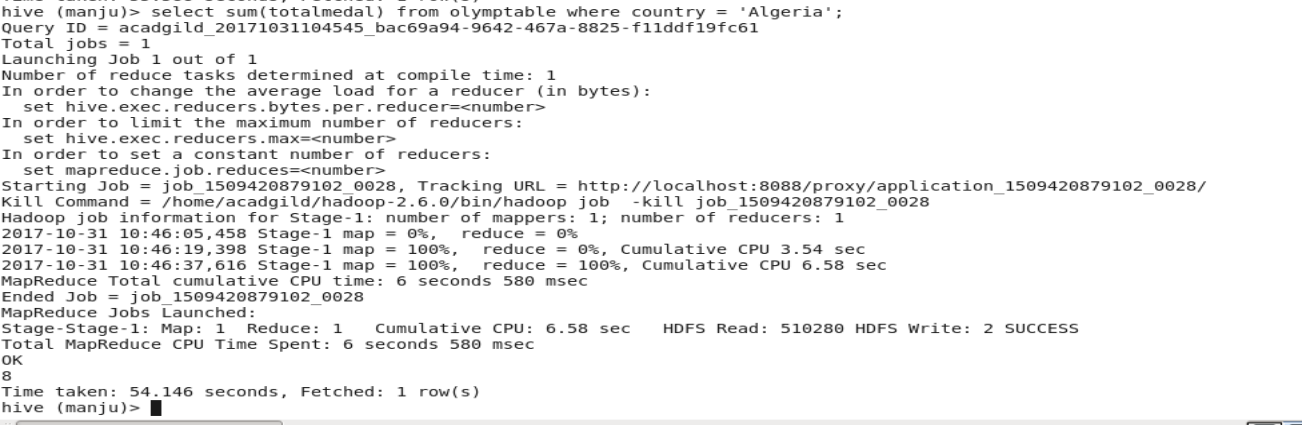 hive (manju)> select sum(totalmedal) from olymptable where country = 'Algeria';
Query ID = acadgild_20171031104545_bac69a94-9642-467a-8825-f11ddf19fc61
Total jobs = 1
Launching Job 1 out of 1
Number of reduce tasks determined at compile time: 1
In order to change the average load for a reducer (in bytes):
  set hive.exec.reducers.bytes.per.reducer=<number>
In order to limit the maximum number of reducers:
  set hive.exec.reducers.max=<number>
In order to set a constant number of reducers:
  set mapreduce.job.reduces=<number>
Starting Job = job_1509420879102_0028, Tracking URL = http://localhost:8088/proxy/application_1509420879102_0028/
Kill Command = /home/acadgild/hadoop-2.6.0/bin/hadoop job  -kill job_1509420879102_0028
Hadoop job information for Stage-1: number of mappers: 1; number of reducers: 1
2017-10-31 10:46:05,458 Stage-1 map = 0%,  reduce = 0%
2017-10-31 10:46:19,398 Stage-1 map = 100%,  reduce = 0%, Cumulative CPU 3.54 sec
2017-10-31 10:46:37,616 Stage-1 map = 100%,  reduce = 100%, Cumulative CPU 6.58 sec
MapReduce Total cumulative CPU time: 6 seconds 580 msec
Ended Job = job_1509420879102_0028
MapReduce Jobs Launched:
Stage-Stage-1: Map: 1  Reduce: 1   Cumulative CPU: 6.58 sec   HDFS Read: 510280 HDFS Write: 2 SUCCESS
Total MapReduce CPU Time Spent: 6 seconds 580 msec
OK
8
Time taken: 54.146 seconds, Fetched: 1 row(s)
hive (manju)>